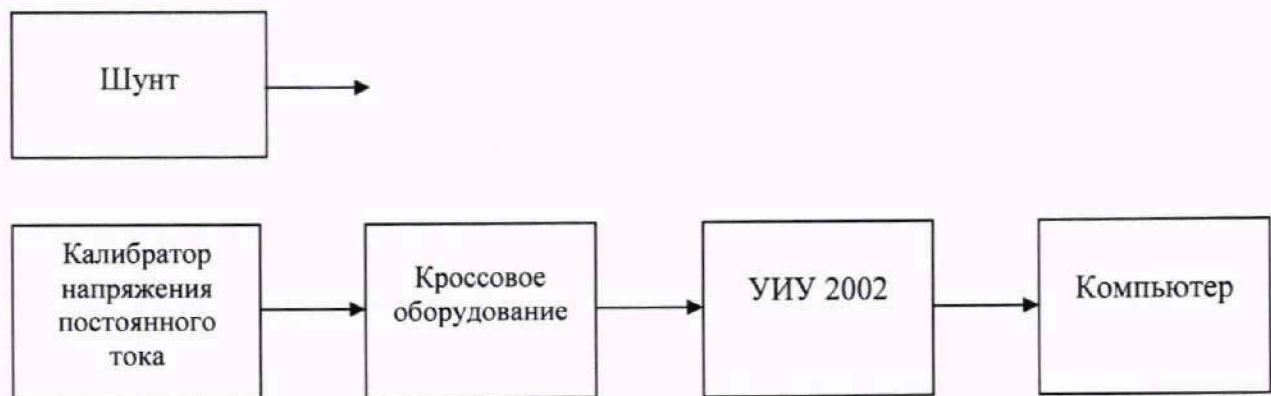 Шунт
Калибратор
напряжения
постоянного
тока
Кроссовое
оборудование
УИУ 2002
Компьютер